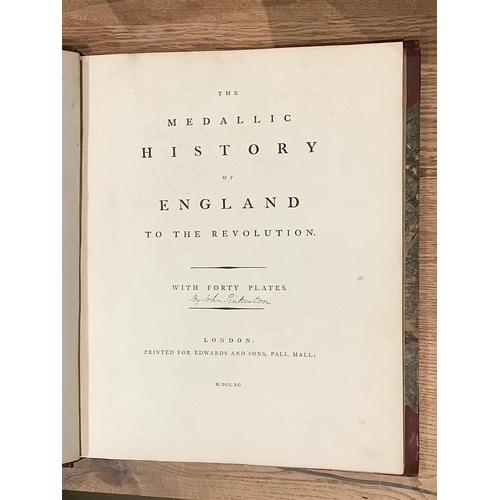 THE
MEDALLIC
HISTORY
OF
ENGLAND
TO THE REVOLUTION.
WITH FORTY PLATES.
By John Pinkerton
LONDON:
PRINTED FOR EDWARDS AND SONS, PALL MALL;
M.DCC.XC.